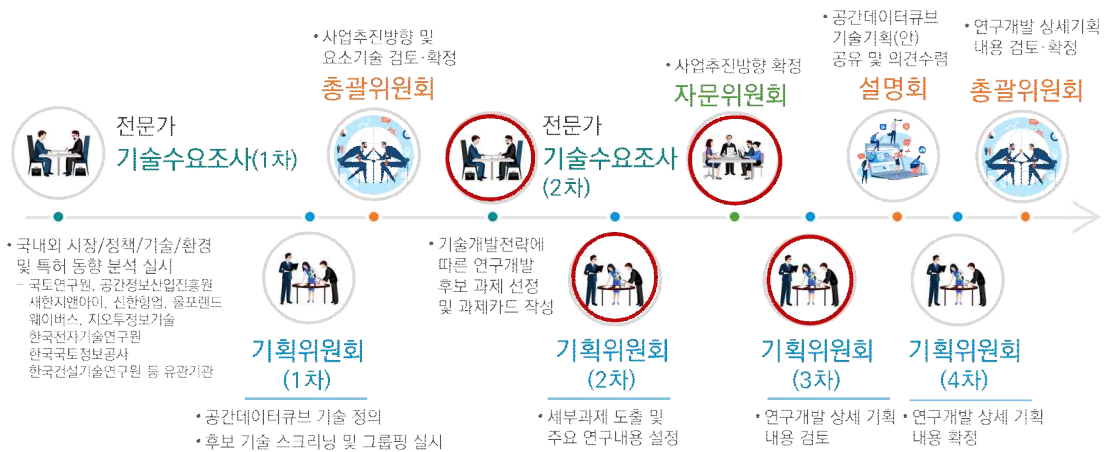 전문가
기술수요조사(1차)
• 국내외 시장/정책/기술/환경
및 특허 동향 분석 실시
– 국토연구원, 공간정보산업진흥원
새한지앤아이, 신한항업, 올포랜드
웨이버스, 지오투정보기술
한국전자기술연구원
한국국토정보공사
한국건설기술연구원 등 유관기관
기획위원회
(1차)
• 공간데이터큐브 기술 정의
• 후보 기술 스크리닝 및 그룹핑 실시
• 사업추진방향 및
요소기술 검토·확정
총괄위원회
전문가
기술수요조사
(2차)
• 기술개발전략에
따른 연구개발
후보 과제 선정
및 과제카드 작성
기획위원회
(2차)
• 세부과제 도출 및
주요 연구내용 설정
• 사업추진방향 확정
자문위원회
기획위원회
(3차)
• 연구개발 상세 기획
내용 검토
• 공간데이터큐브
기술기획(안)
공유 및 의견수렴
설명회
기획위원회
(4차)
• 연구개발 상세 기획
내용 확정
• 연구개발 상세기획
내용 검토·확정
총괄위원회